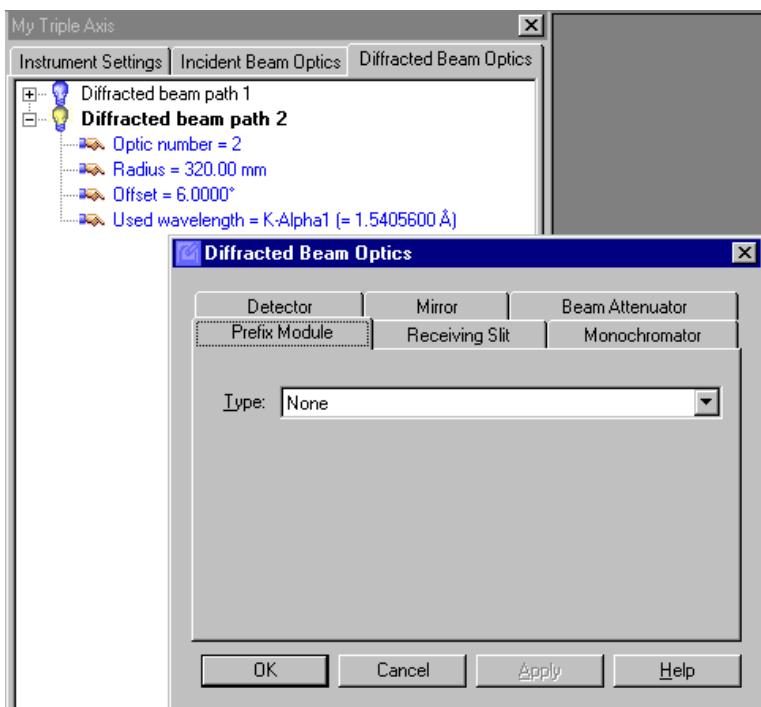 My Triple Axis
Instrument Settings Incident Beam Optics Diffracted Beam Optics
Diffracted beam path 1
Diffracted beam path 2
Optic number = 2
Radius = 320.00 mm
Offset = 6.0000°
Used wavelength = K-Alpha1 (= 1.5405600 Å)
Diffracted Beam Optics
Detector Mirror Beam Attenuator
Prefix Module Receiving Slit Monochromator
Type: None
OK Cancel Apply Help